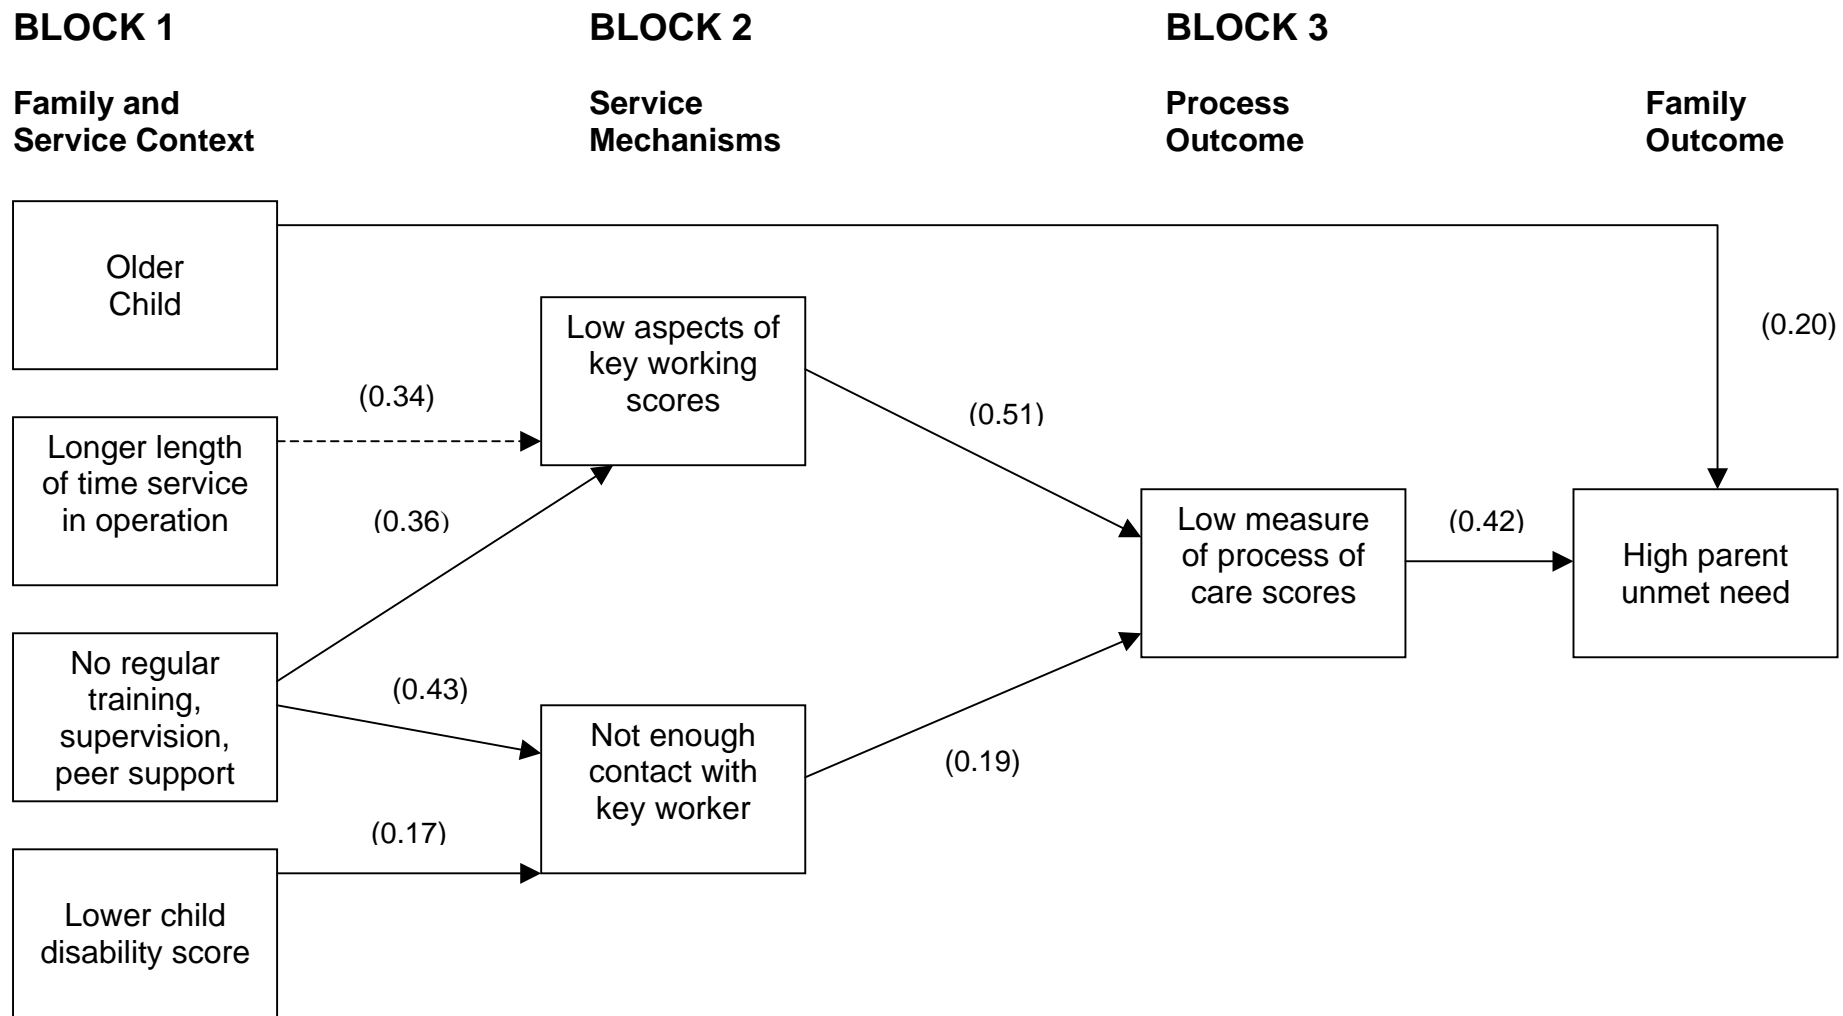 BLOCK 1
BLOCK 2
BLOCK 3
Family and
Service Context
Service
Mechanisms
Process
Outcome
Family
Outcome
Older
Child
(0.20)
Low aspects of
key working
scores
(0.34)
(0.51)
Longer length
of time service
in operation
(0.36)
Low measure
of process of
care scores
(0.42)
High parent
unmet need
No regular
training,
supervision,
peer support
(0.43)
Not enough
contact with
key worker
(0.19)
(0.17)
Lower child
disability score